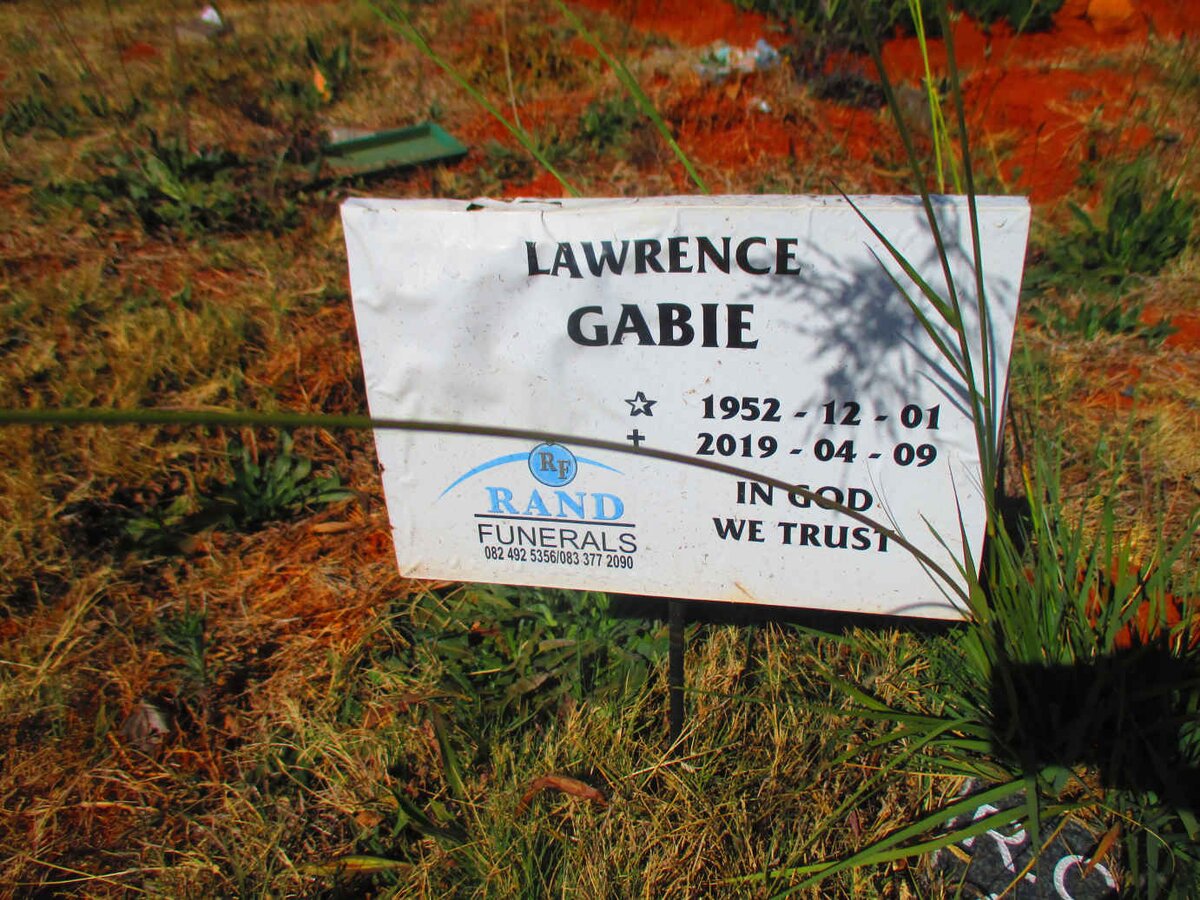 LAWRENCE
GABIE
1952 - 12 - 01
2019 - 04 - 09
IN GOD
WE TRUST
RF
RAND
FUNERALS
082 492 5356/083 377 2090